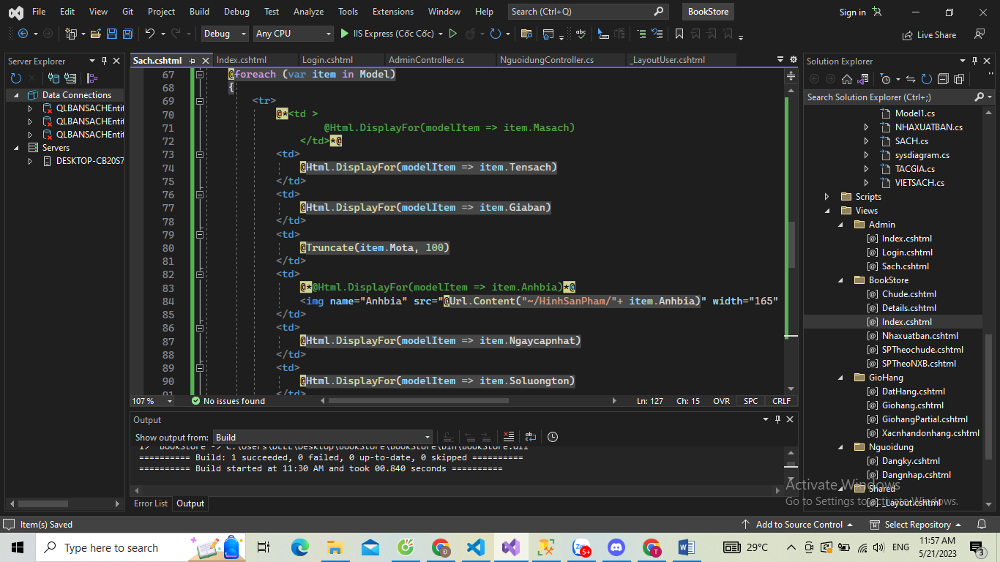 File Edit View Git Project Build Debug Test Analyze Tools Extensions Window Help Search (Ctrl+Q) BookStore Sign in
Debug Any CPU IIS Express (Cốc Cốc) Live Share
Server Explorer
Data Connections
QLBANSACHEntit
QLBANSACHEntit
QLBANSACHEntit
Servers
DESKTOP-CB20S7
Sach.cshtml Index.cshtml Login.cshtml AdminController.cs NguoidungController.cs _LayoutUser.cshtml
67 @foreach (var item in Model)
68 {
69 <tr>
70 @*<td >
71 @Html.DisplayFor(modelItem => item.Masach)
72 </td>*@
73 <td>
74 @Html.DisplayFor(modelItem => item.Tensach)
75 </td>
76 <td>
77 @Html.DisplayFor(modelItem => item.Giaban)
78 </td>
79 <td>
80 @Truncate(item.Mota, 100)
81 </td>
82 <td>
83 @*@Html.DisplayFor(modelItem => item.Anhbia)*@
84 <img name="Anhbia" src="@Url.Content("~/HinhSanPham/"+ item.Anhbia)" width="165"
85 </td>
86 <td>
87 @Html.DisplayFor(modelItem => item.Ngaycapnhat)
88 </td>
89 <td>
90 @Html.DisplayFor(modelItem => item.Soluongton)
91 </td>
107 % No issues found Ln: 127 Ch: 15 OVR SPC CRLF
Output
Show output from: Build
1> BookStore -> C:\Users\DELL\Desktop\BookStore\BookStore\bin\BookStore.dll
========== Build: 1 succeeded, 0 failed, 0 up-to-date, 0 skipped ==========
========== Build started at 11:30 AM and took 00.840 seconds ==========
Error List Output
Solution Explorer
Search Solution Explorer (Ctrl+;)
Model1.cs
NHAXUATBAN.cs
SACH.cs
sysdiagram.cs
TACGIA.cs
VIETSACH.cs
Scripts
Views
Admin
Index.cshtml
Login.cshtml
Sach.cshtml
BookStore
Chude.cshtml
Details.cshtml
Index.cshtml
Nhaxuatban.cshtml
SPTheochude.cshtml
SPTheoNXB.cshtml
GioHang
DatHang.cshtml
Giohang.cshtml
GiohangPartial.cshtml
Xacnhandonhang.cshtml
Nguoidung
Dangky.cshtml
Dangnhap.cshtml
Shared
_Layout.cshtml
Activate Windows
Go to Settings to activate Windows.
Item(s) Saved Add to Source Control Select Repository
Type here to search 5+ 29°C ENG 11:57 AM
5/21/2023 3